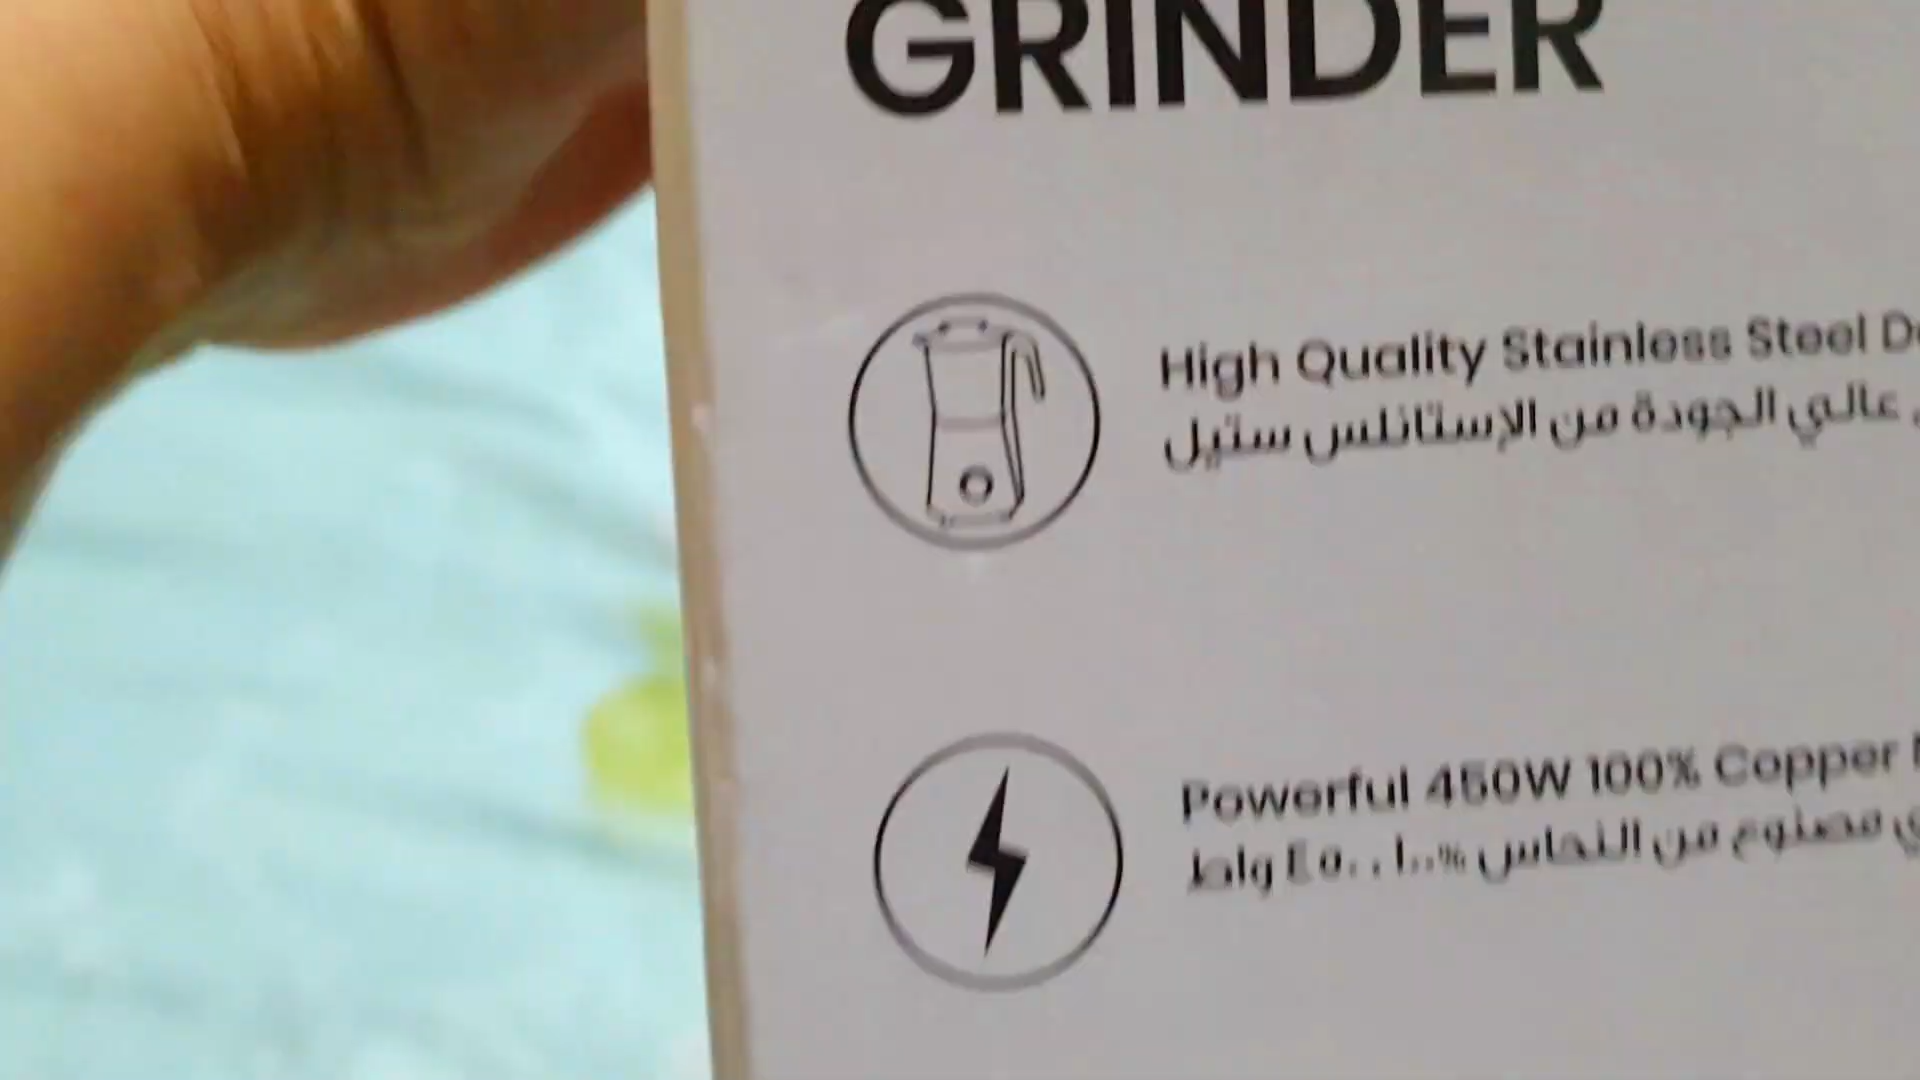 GRINDER
High Quality Stainless Steel
عالي الجودة من الإستانلس ستيل
Powerful 450W 100% Copper
مصنوع من النحاس %١٠٠ ٤٥٠ واط